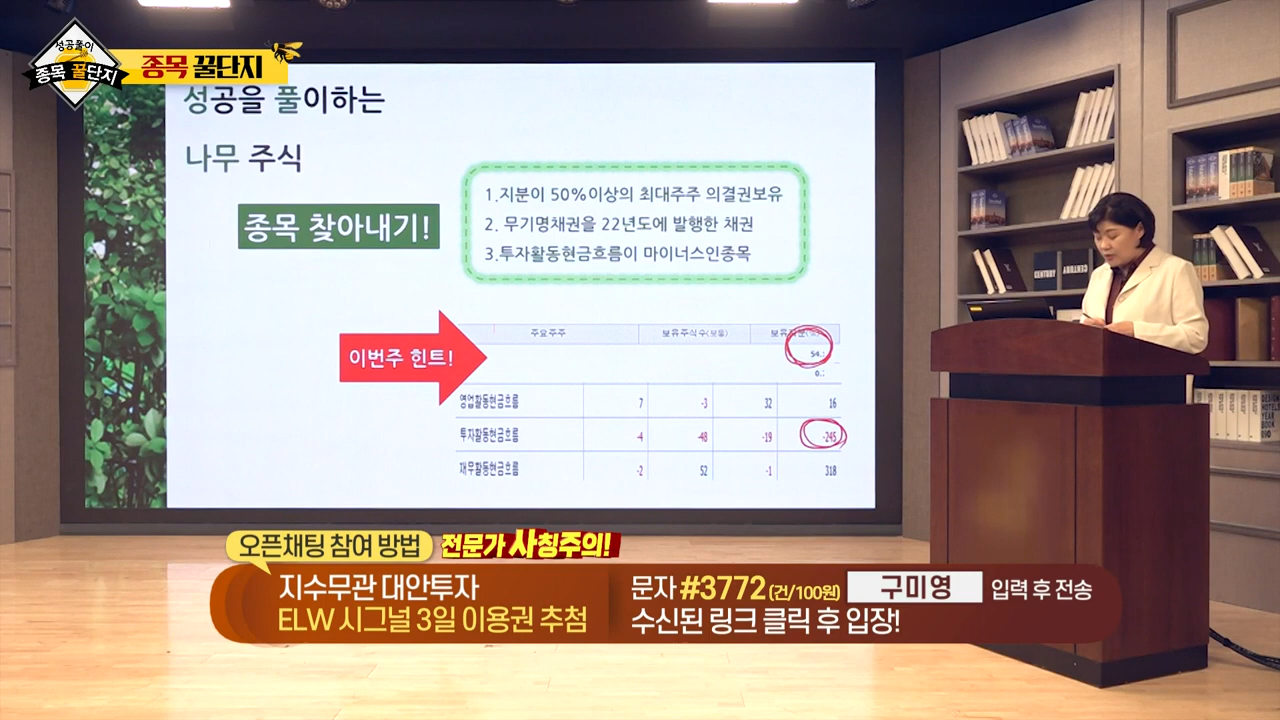 성공풀이
종목 꿀단지
종목 꿀단지
성공을 풀이하는
나무 주식
종목 찾아내기!
1.지분이 50%이상의 최대주주 의결권보유
2. 무기명채권을 22년도에 발행한 채권
3.투자활동현금흐름이 마이너스인종목
이번주 힌트!
주요주주 보유주식수(보통)
54.
0.
영업활동현금흐름 7 -3 32 16
투자활동현금흐름 -4 -48 -19 -245
재무활동현금흐름 -2 52 -1 318
CENTURY
오픈채팅 참여 방법 전문가 사칭주의!
지수무관 대안투자
ELW 시그널 3일 이용권 추첨
문자 #3772 (건/100원) 구미영 입력 후 전송
수신된 링크 클릭 후 입장!